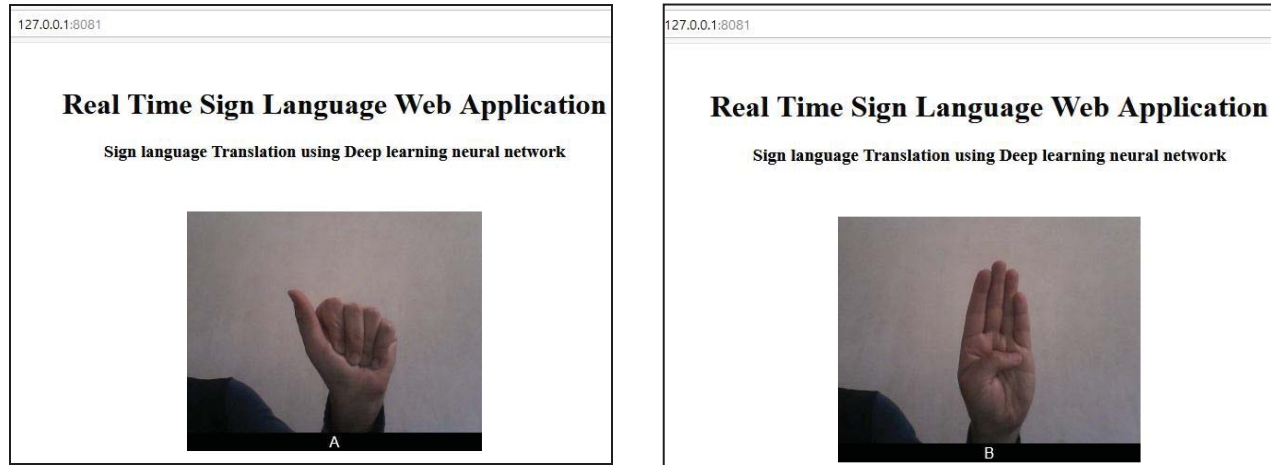 127.0.0.1:8081
Real Time Sign Language Web Application
Sign language Translation using Deep learning neural network
A
127.0.0.1:8081
Real Time Sign Language Web Application
Sign language Translation using Deep learning neural network
B